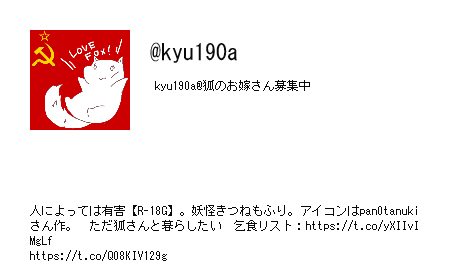 LOVE
Fox!
@kyu190a
kyu190a@狐のお嫁さん募集中
人によっては有害【R-18G】。妖怪きつねもふり。アイコンはpan0tanuki
さん作。　ただ狐さんと暮らしたい　乞食リスト：https://t.co/yXIIvI
MgLf
https://t.co/Q08KIV129g